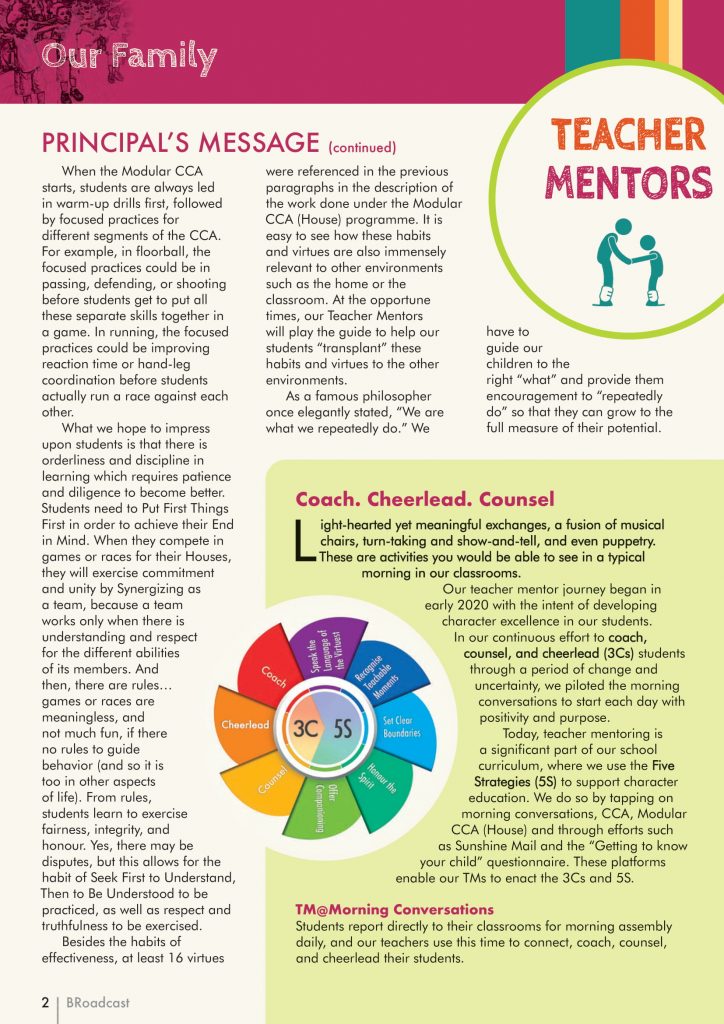 Our Family
PRINCIPAL'S MESSAGE (continued)
When the Modular CCA
starts, students are always led
in warm-up drills first, followed
by focused practices for
different segments of the CCA.
For example, in floorball, the
focused practices could be in
passing, defending, or shooting
before students get to put all
these separate skills together in
a game. In running, the focused
practices could be improving
reaction time or hand-leg
coordination before students
actually run a race against each
other.
What we hope to impress
upon students is that there is
orderliness and discipline in
learning which requires patience
and diligence to become better.
Students need to Put First Things
First in order to achieve their End
in Mind. When they compete in
games or races for their Houses,
they will exercise commitment
and unity by Synergizing as
a team, because a team
works only when there is
understanding and respect
for the different abilities
of its members. And
then, there are rules…
games or races are
meaningless, and
not much fun, if there
no rules to guide
behavior (and so it is
too in other aspects
of life). From rules,
students learn to exercise
fairness, integrity, and
honour. Yes, there may be
disputes, but this allows for the
habit of Seek First to Understand,
Then to Be Understood to be
practiced, as well as respect and
truthfulness to be exercised.
Besides the habits of
effectiveness, at least 16 virtues
were referenced in the previous
paragraphs in the description of
the work done under the Modular
CCA (House) programme. It is
easy to see how these habits
and virtues are also immensely
relevant to other environments
such as the home or the
classroom. At the opportune
times, our Teacher Mentors
will play the guide to help our
students "transplant" these
habits and virtues to the other
environments.
As a famous philosopher
once elegantly stated, "We are
what we repeatedly do." We
have to
guide our
children to the
right "what" and provide them
encouragement to "repeatedly
do" so that they can grow to the
full measure of their potential.
TEACHER
MENTORS
Coach. Cheerlead. Counsel
Light-hearted yet meaningful exchanges, a fusion of musical
chairs, turn-taking and show-and-tell, and even puppetry.
These are activities you would be able to see in a typical
morning in our classrooms.
Our teacher mentor journey began in
early 2020 with the intent of developing
character excellence in our students.
In our continuous effort to coach,
counsel, and cheerlead (3Cs) students
through a period of change and
uncertainty, we piloted the morning
conversations to start each day with
positivity and purpose.
Today, teacher mentoring is
a significant part of our school
curriculum, where we use the Five
Strategies (5S) to support character
education. We do so by tapping on
morning conversations, CCA, Modular
CCA (House) and through efforts such
as Sunshine Mail and the "Getting to know
your child" questionnaire. These platforms
enable our TMs to enact the 3Cs and 5S.
3C 5S
Coach
Cheerlead
Counsel
Speak the
Language of
the Virtues!
Recognise
Teachable
Moments
Set Clear
Boundaries
Honour the
Spirit
Offer
Companioning
TM@Morning Conversations
Students report directly to their classrooms for morning assembly
daily, and our teachers use this time to connect, coach, counsel,
and cheerlead their students.
2 BRoadcast